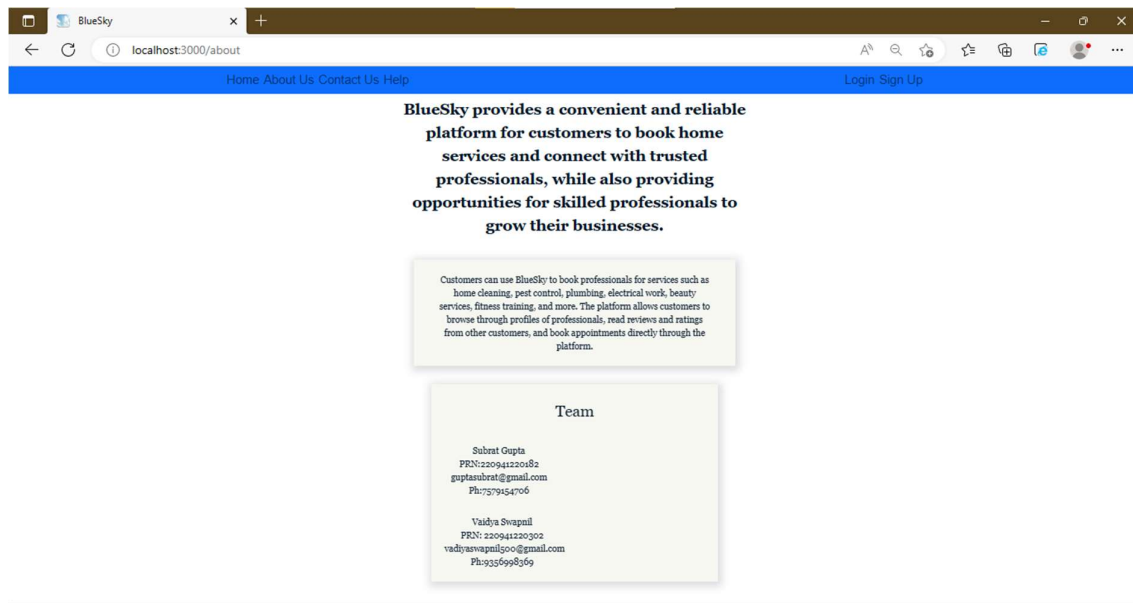 BlueSky
localhost:3000/about
Home About Us Contact Us Help Login Sign Up
BlueSky provides a convenient and reliable
platform for customers to book home
services and connect with trusted
professionals, while also providing
opportunities for skilled professionals to
grow their businesses.
Customers can use BlueSky to book professionals for services such as
home cleaning, pest control, plumbing, electrical work, beauty
services, fitness training, and more. The platform allows customers to
browse through profiles of professionals, read reviews and ratings
from other customers, and book appointments directly through the
platform.
Team
Subrat Gupta
PRN:220941220182
guptasubrat@gmail.com
Ph:7579154706
Vaidya Swapnil
PRN: 220941220302
vadiyaswapnil500@gmail.com
Ph:9356998369